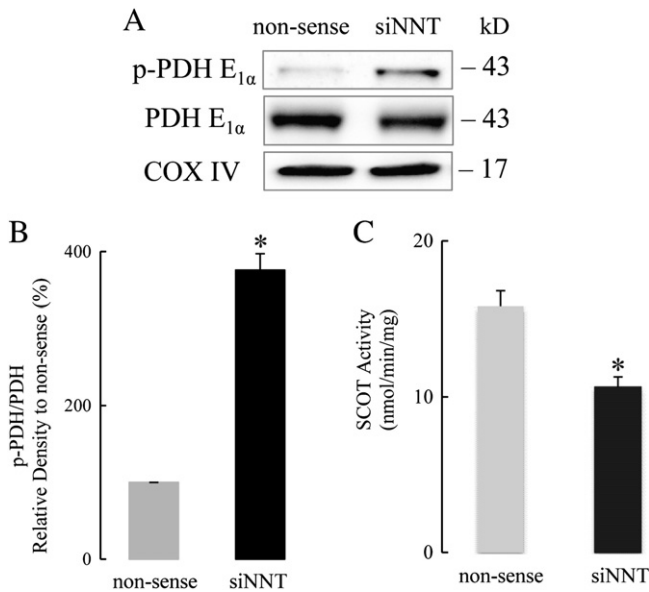 A
non-sense siNNT kD
p-PDH E1α – 43
PDH E1α – 43
COX IV – 17
B
p-PDH/PDH
Relative Density to non-sense (%)
400
200
0
*
non-sense siNNT
C
SCOT Activity
(nmol/min/mg)
20
10
0
*
non-sense siNNT